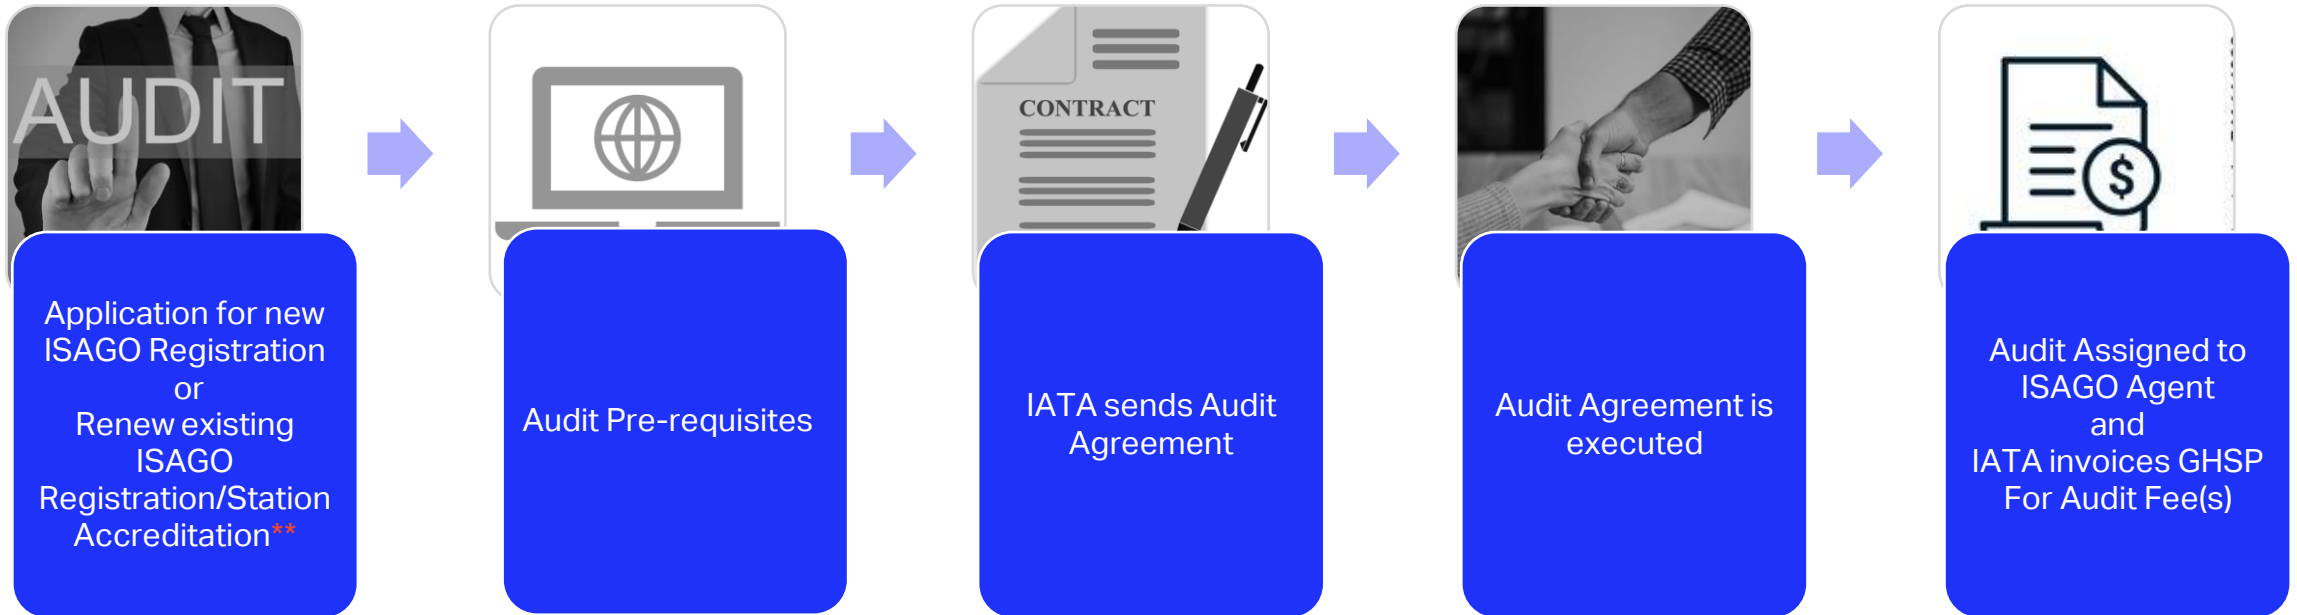 AUDIT
CONTRACT
Application for new
ISAGO Registration
or
Renew existing
ISAGO
Registration/Station
Accreditation**
Audit Pre-requisites
IATA sends Audit
Agreement
Audit Agreement is
executed
Audit Assigned to
ISAGO Agent
and
IATA invoices GHSP
For Audit Fee(s)
$